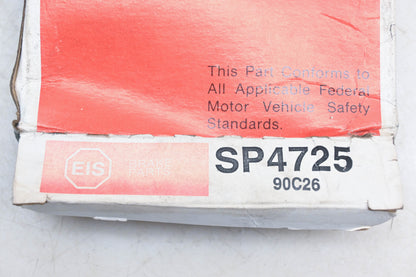 This Part Conforms to
All Applicable Federal
Motor Vehicle Safety
Standards.
EIS
BRAKE
PARTS
SP4725
90C26